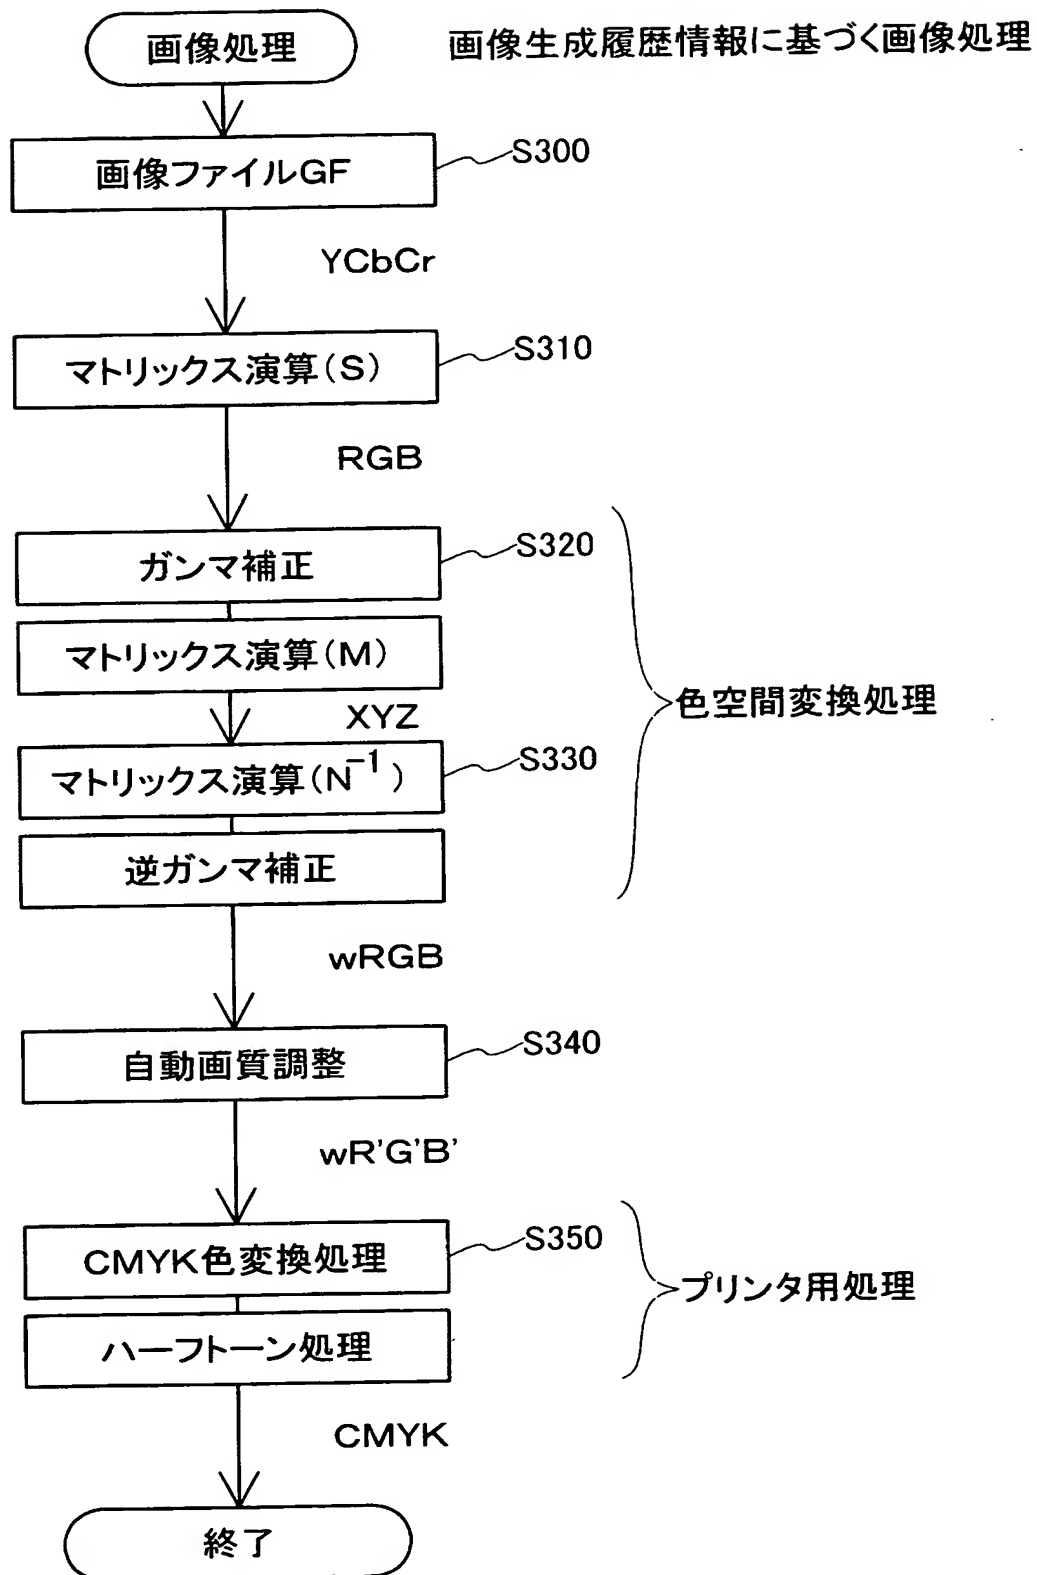 画像処理
画像生成履歴情報に基づく画像処理
画像ファイルGF
S300
YCbCr
マトリックス演算(S)
S310
RGB
ガンマ補正
S320
マトリックス演算(M)
色空間変換処理
XYZ
マトリックス演算(N⁻¹)
S330
逆ガンマ補正
wRGB
自動画質調整
S340
wR'G'B'
CMYK色変換処理
S350
プリンタ用処理
ハーフトーン処理
CMYK
終了